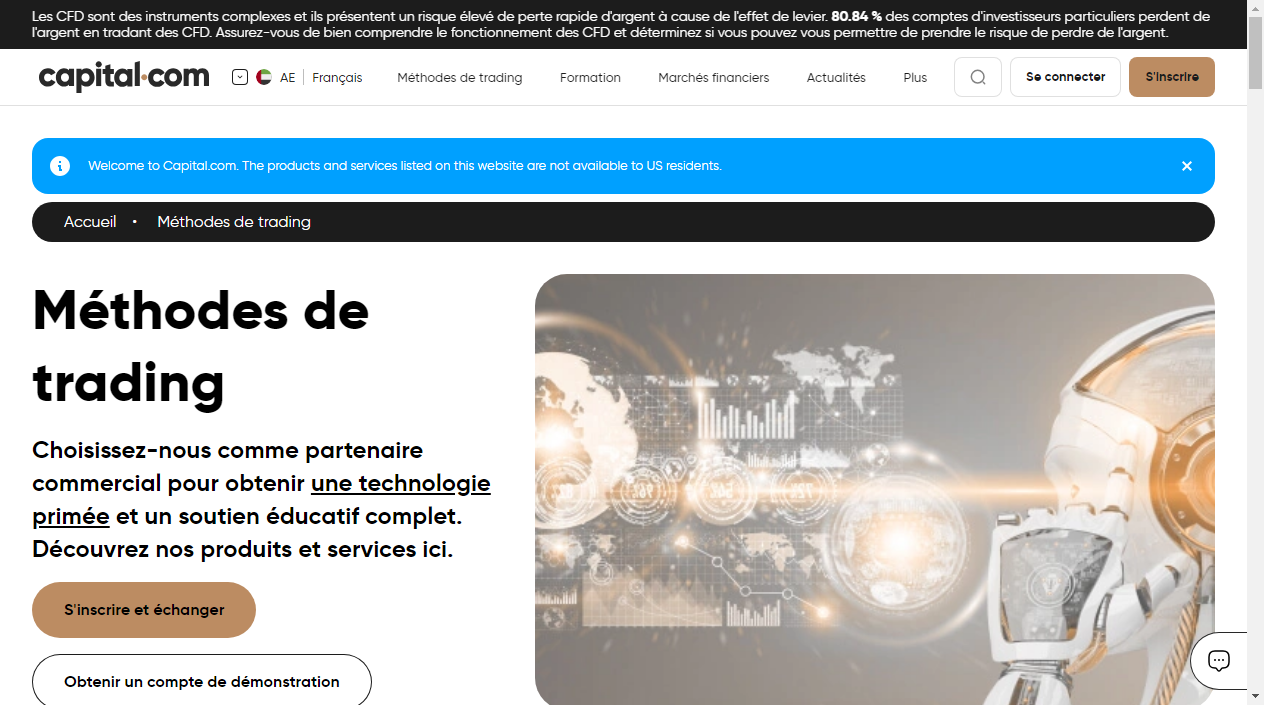 Les CFD sont des instruments complexes et ils présentent un risque élevé de perte rapide d'argent à cause de l'effet de levier. 80.84 % des comptes d'investisseurs particuliers perdent de
l'argent en tradant des CFD. Assurez-vous de bien comprendre le fonctionnement des CFD et déterminez si vous pouvez vous permettre de prendre le risque de perdre de l'argent.
capital.com AE Français Méthodes de trading Formation Marchés financiers Actualités Plus Se connecter S'inscrire
Welcome to Capital.com. The products and services listed on this website are not available to US residents.
Accueil • Méthodes de trading
Méthodes de
trading
Choisissez-nous comme partenaire
commercial pour obtenir une technologie
primée et un soutien éducatif complet.
Découvrez nos produits et services ici.
S'inscrire et échanger
Obtenir un compte de démonstration